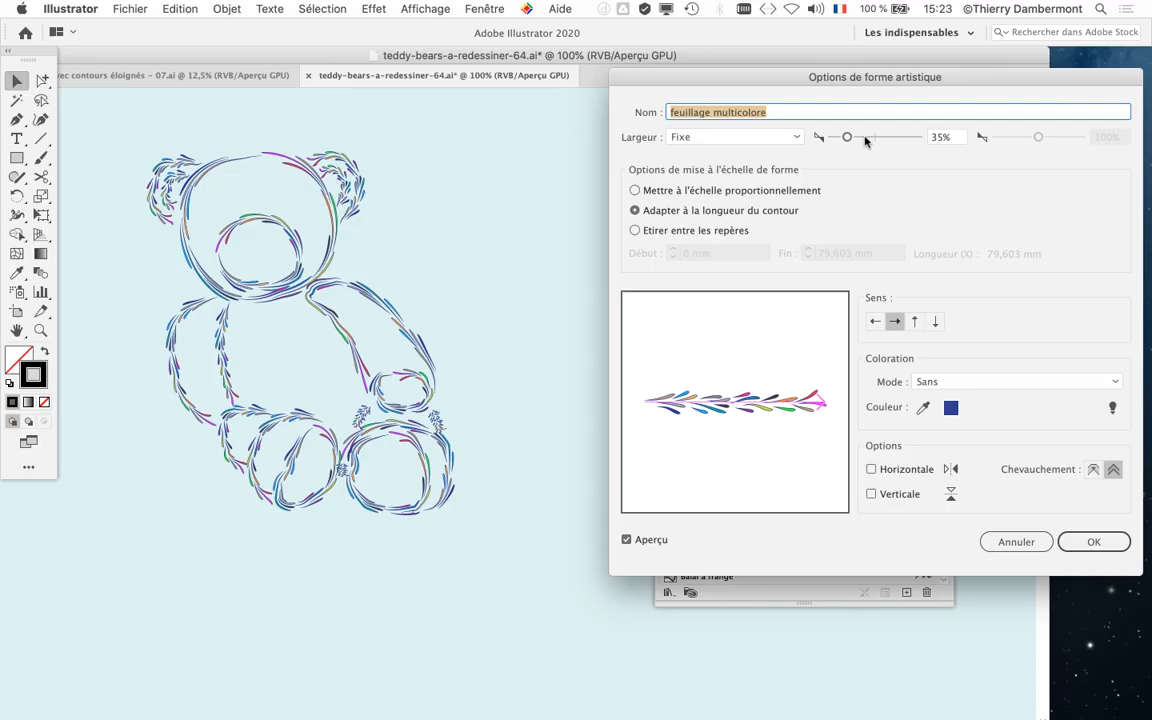 Illustrator Fichier Edition Objet Texte Sélection Effet Affichage Fenêtre Aide 100 % 15:23 @Thierry Dambermont
Adobe Illustrator 2020 Les indispensables Rechercher dans Adobe Stock
teddy-bears-a-redessiner-64.ai* @ 100% (RVB/Aperçu GPU)
vec contours éloignés - 07.ai @ 12,5% (RVB/Aperçu GPU) × teddy-bears-a-redessiner-64.ai* @ 100% (RVB/Aperçu GPU)
Options de forme artistique
Nom : feuillage multicolore
Largeur : Fixe 35% 100%
Options de mise à l'échelle de forme
Mettre à l'échelle proportionnellement
Adapter à la longueur du contour
Etirer entre les repères
Début : 0 mm Fin : 79,603 mm Longueur (X) : 79,603 mm
Sens :
Coloration
Mode : Sans
Couleur :
Options
Horizontale Chevauchement :
Verticale
Aperçu Annuler OK